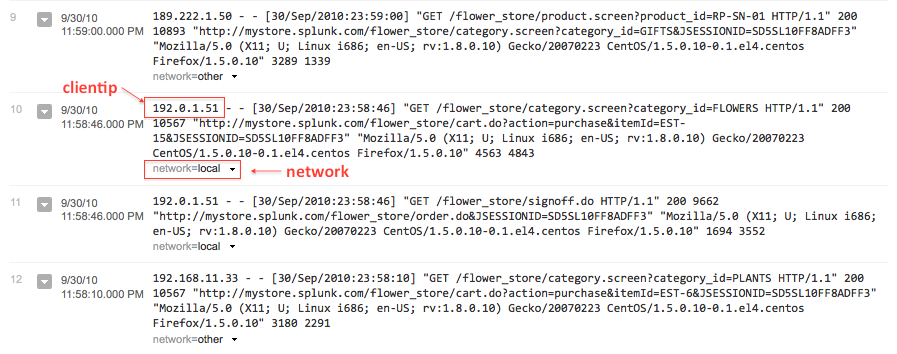 9 9/30/10 189.222.1.50 - - [30/Sep/2010:23:59:00] "GET /flower_store/product.screen?product_id=RP-SN-01 HTTP/1.1" 200
11:59:00.000 PM 10893 "http://mystore.splunk.com/flower_store/category.screen?category_id=GIFTS&JSESSIONID=SD5SL10FF8ADFF3"
"Mozilla/5.0 (X11; U; Linux i686; en-US; rv:1.8.0.10) Gecko/20070223 CentOS/1.5.0.10-0.1.el4.centos
Firefox/1.5.0.10" 3289 1339
network=other
clientip
10 9/30/10 192.0.1.51 - - [30/Sep/2010:23:58:46] "GET /flower_store/category.screen?category_id=FLOWERS HTTP/1.1" 200
11:58:46.000 PM 10567 "http://mystore.splunk.com/flower_store/cart.do?action=purchase&itemId=EST-
15&JSESSIONID=SD5SL10FF8ADFF3" "Mozilla/5.0 (X11; U; Linux i686; en-US; rv:1.8.0.10) Gecko/20070223
CentOS/1.5.0.10-0.1.el4.centos Firefox/1.5.0.10" 4563 4843
network=local
network
11 9/30/10 192.0.1.51 - - [30/Sep/2010:23:58:46] "GET /flower_store/signoff.do HTTP/1.1" 200 9662
11:58:46.000 PM "http://mystore.splunk.com/flower_store/order.do&JSESSIONID=SD5SL10FF8ADFF3" "Mozilla/5.0 (X11; U; Linux i686;
en-US; rv:1.8.0.10) Gecko/20070223 CentOS/1.5.0.10-0.1.el4.centos Firefox/1.5.0.10" 1694 3552
network=local
12 9/30/10 192.168.11.33 - - [30/Sep/2010:23:58:10] "GET /flower_store/category.screen?category_id=PLANTS HTTP/1.1" 200
11:58:10.000 PM 10567 "http://mystore.splunk.com/flower_store/cart.do?action=purchase&itemId=EST-6&JSESSIONID=SD5SL10FF8ADFF3"
"Mozilla/5.0 (X11; U; Linux i686; en-US; rv:1.8.0.10) Gecko/20070223 CentOS/1.5.0.10-0.1.el4.centos
Firefox/1.5.0.10" 3180 2291
network=other